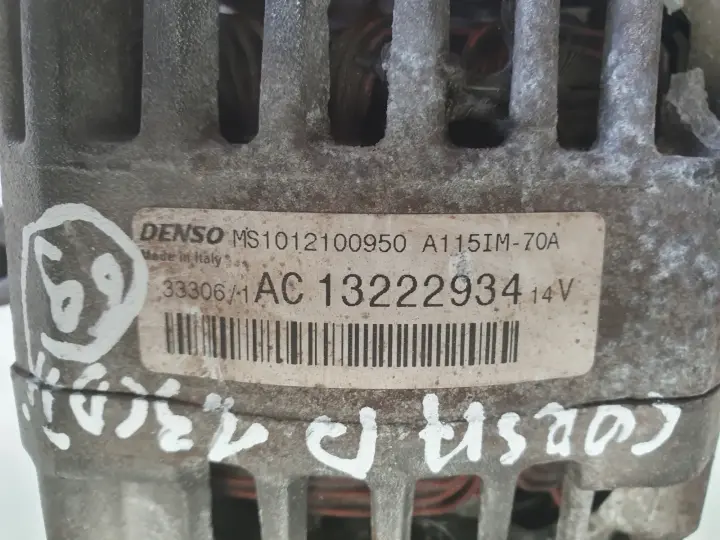 DENSO MS1012100950 A115IM-70A
Made in Italy
33306/1 AC 13222934 14V
69
CORSA D 1.3CDTI